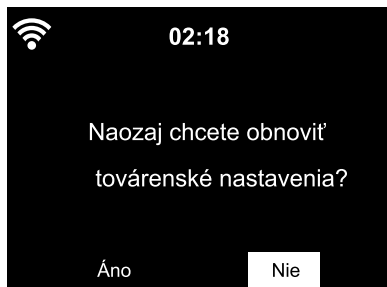 02:18
Naozaj chcete obnoviť
továrenské nastavenia?
Áno Nie